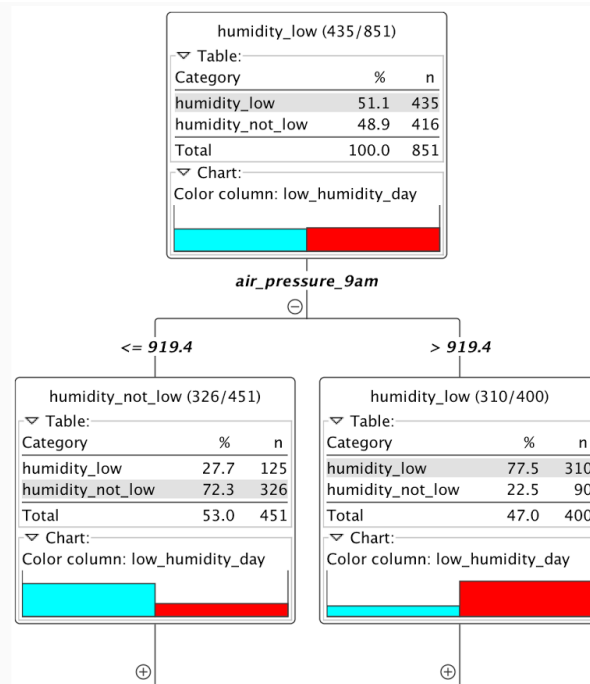 humidity_low (435/851)
Table:
Category % n
humidity_low 51.1 435
humidity_not_low 48.9 416
Total 100.0 851
Chart:
Color column: low_humidity_day
air_pressure_9am
<= 919.4
> 919.4
humidity_not_low (326/451)
Table:
Category % n
humidity_low 27.7 125
humidity_not_low 72.3 326
Total 53.0 451
Chart:
Color column: low_humidity_day
humidity_low (310/400)
Table:
Category % n
humidity_low 77.5 310
humidity_not_low 22.5 90
Total 47.0 400
Chart:
Color column: low_humidity_day